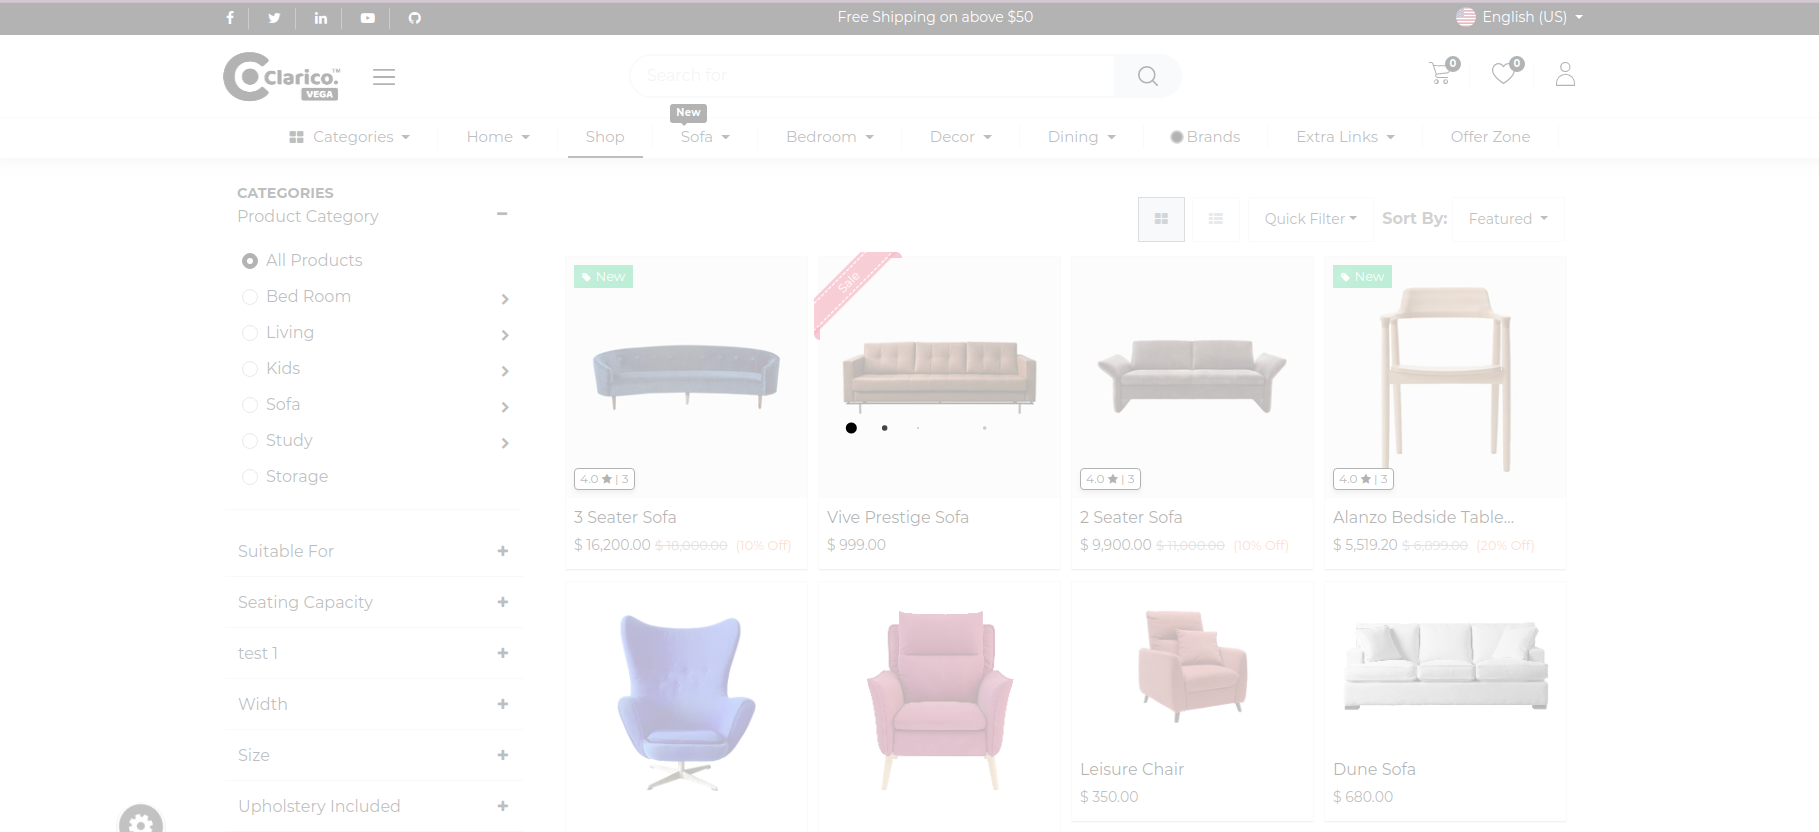 Free Shipping on above $50
English (US)
Clarico.™
VEGA
Search for
0
0
New
Categories
Home
Shop
Sofa
Bedroom
Decor
Dining
Brands
Extra Links
Offer Zone
CATEGORIES
Product Category
All Products
Bed Room
Living
Kids
Sofa
Study
Storage
Suitable For
Seating Capacity
test 1
Width
Size
Upholstery Included
Quick Filter
Sort By:
Featured
New
4.0 ★ | 3
3 Seater Sofa
$ 16,200.00 $ 18,000.00 (10% Off)
Sale
Vive Prestige Sofa
$ 999.00
4.0 ★ | 3
2 Seater Sofa
$ 9,900.00 $ 11,000.00 (10% Off)
New
4.0 ★ | 3
Alanzo Bedside Table...
$ 5,519.20 $ 6,899.00 (20% Off)
Leisure Chair
$ 350.00
Dune Sofa
$ 680.00